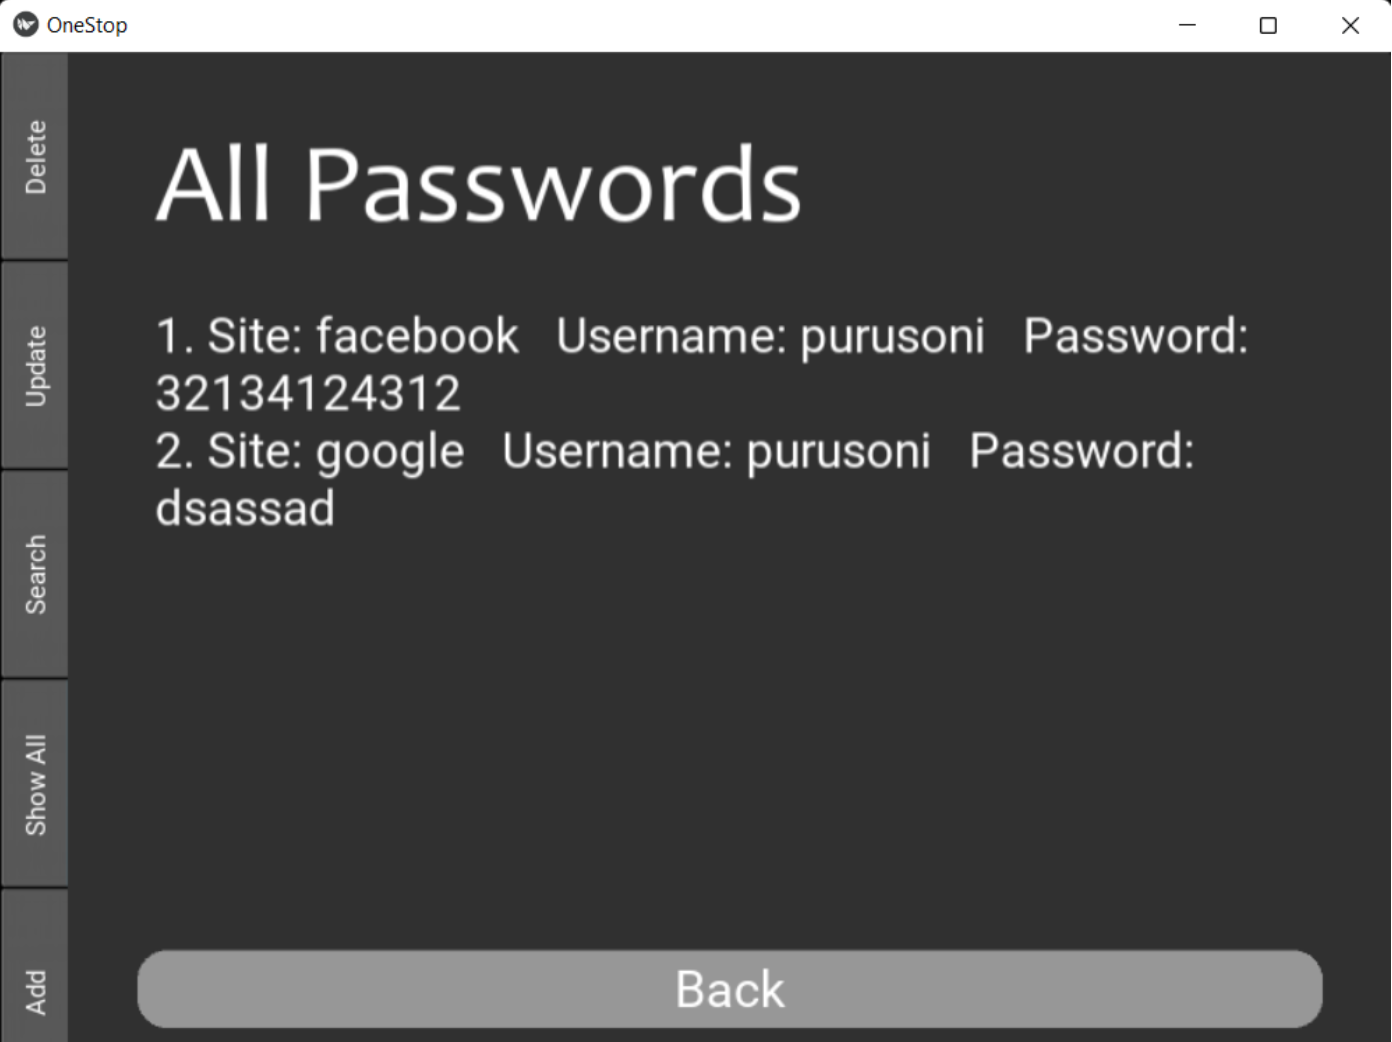 OneStop
Delete
Update
Search
Show All
Add
All Passwords
1. Site: facebook   Username: purusoni   Password:
32134124312
2. Site: google   Username: purusoni   Password:
dsassad
Back